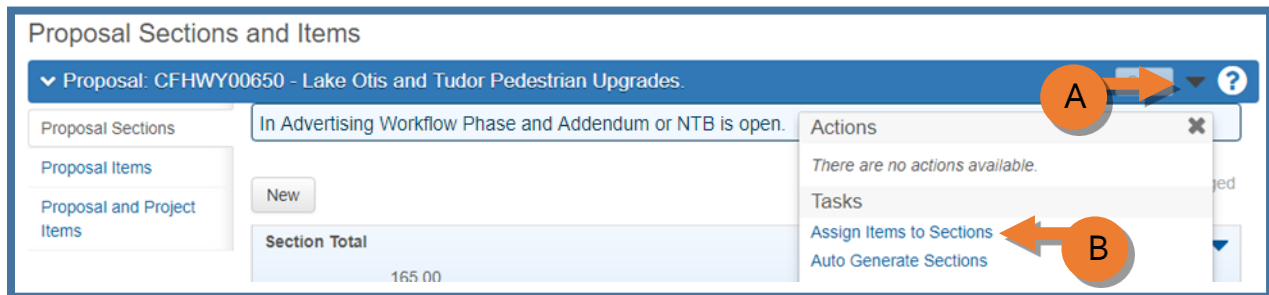 Proposal Sections and Items
Proposal: CFHWY00650 - Lake Otis and Tudor Pedestrian Upgrades.
?
A
Proposal Sections
In Advertising Workflow Phase and Addendum or NTB is open.
Actions
Proposal Items
There are no actions available.
New
ged
Proposal and Project
Items
Tasks
Section Total
Assign Items to Sections
B
Auto Generate Sections
165.00